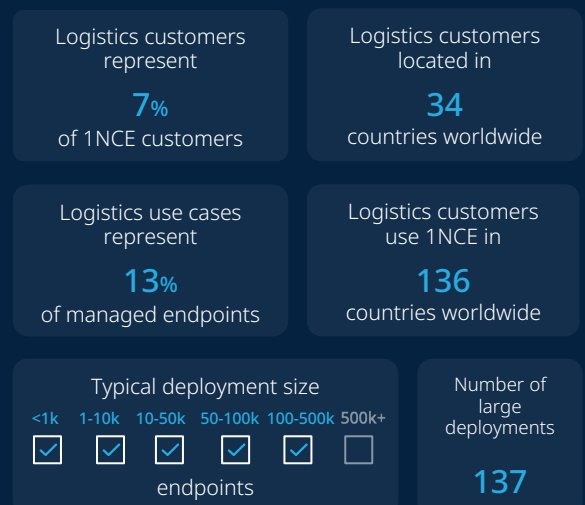 Logistics customers
represent
7%
of 1NCE customers
Logistics customers
located in
34
countries worldwide
Logistics use cases
represent
13%
of managed endpoints
Logistics customers
use 1NCE in
136
countries worldwide
Typical deployment size
<1k 1-10k 10-50k 50-100k 100-500k 500k+
endpoints
Number of
large
deployments
137